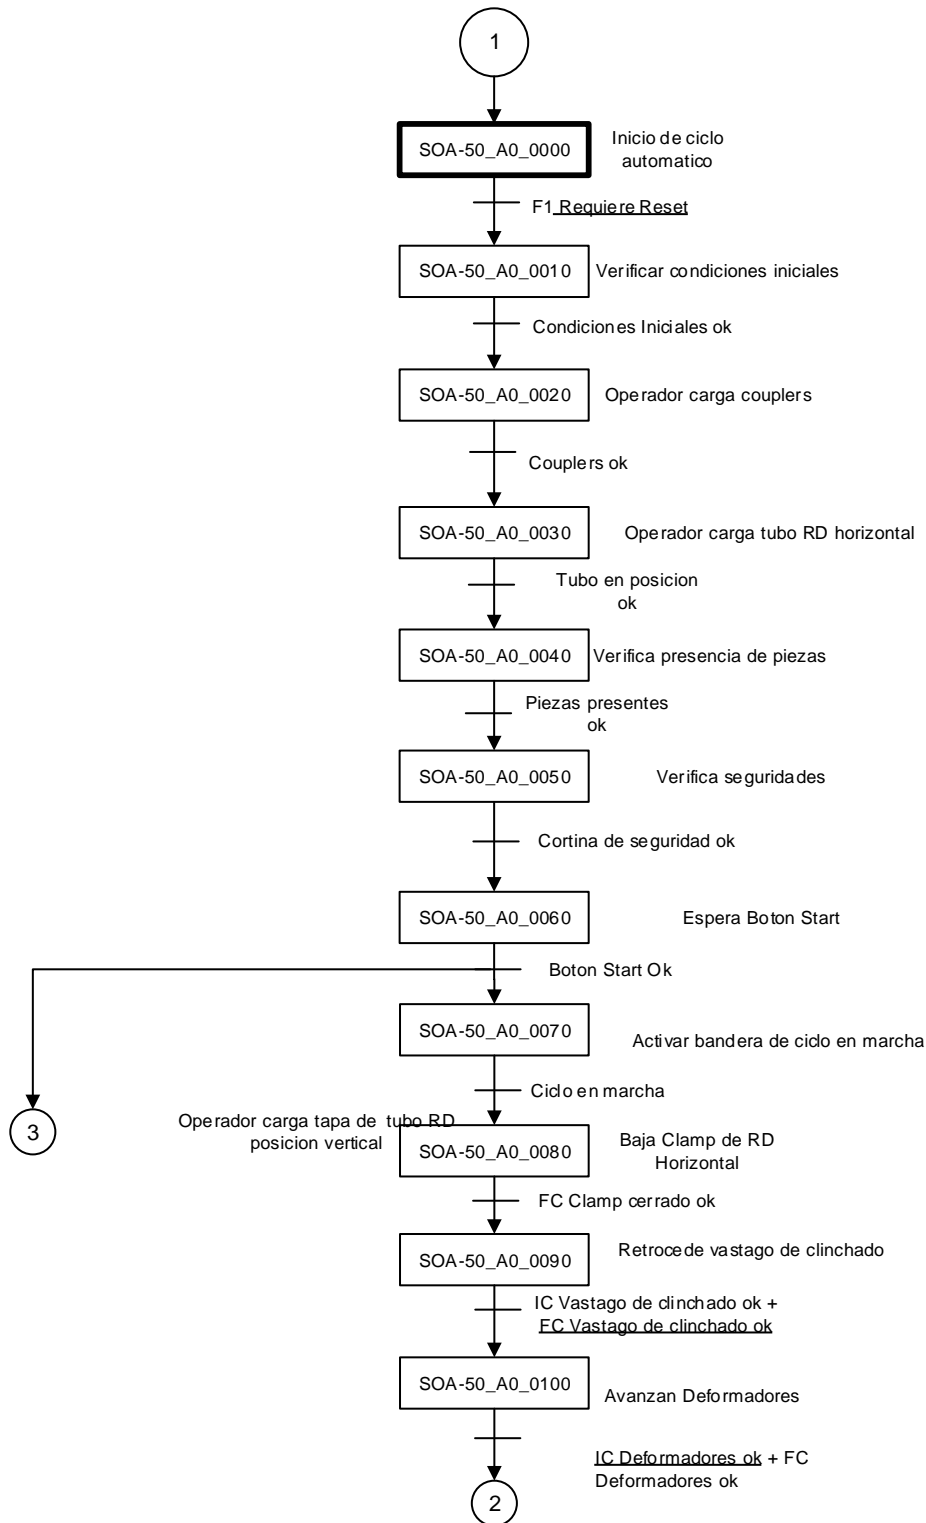 1
SOA-50_A0_0000
Inicio de ciclo
automatico
F1 Requiere Reset
SOA-50_A0_0010
Verificar condiciones iniciales
Condiciones Iniciales ok
SOA-50_A0_0020
Operador carga couplers
Couplers ok
SOA-50_A0_0030
Operador carga tubo RD horizontal
Tubo en posicion
ok
SOA-50_A0_0040
Verifica presencia de piezas
Piezas presentes
ok
SOA-50_A0_0050
Verifica seguridades
Cortina de seguridad ok
SOA-50_A0_0060
Espera Boton Start
Boton Start Ok
SOA-50_A0_0070
Activar bandera de ciclo en marcha
Ciclo en marcha
3
Operador carga tapa de tubo RD
posicion vertical
SOA-50_A0_0080
Baja Clamp de RD
Horizontal
FC Clamp cerrado ok
SOA-50_A0_0090
Retrocede vastago de clinchado
IC Vastago de clinchado ok +
FC Vastago de clinchado ok
SOA-50_A0_0100
Avanzan Deformadores
IC Deformadores ok + FC
Deformadores ok
2